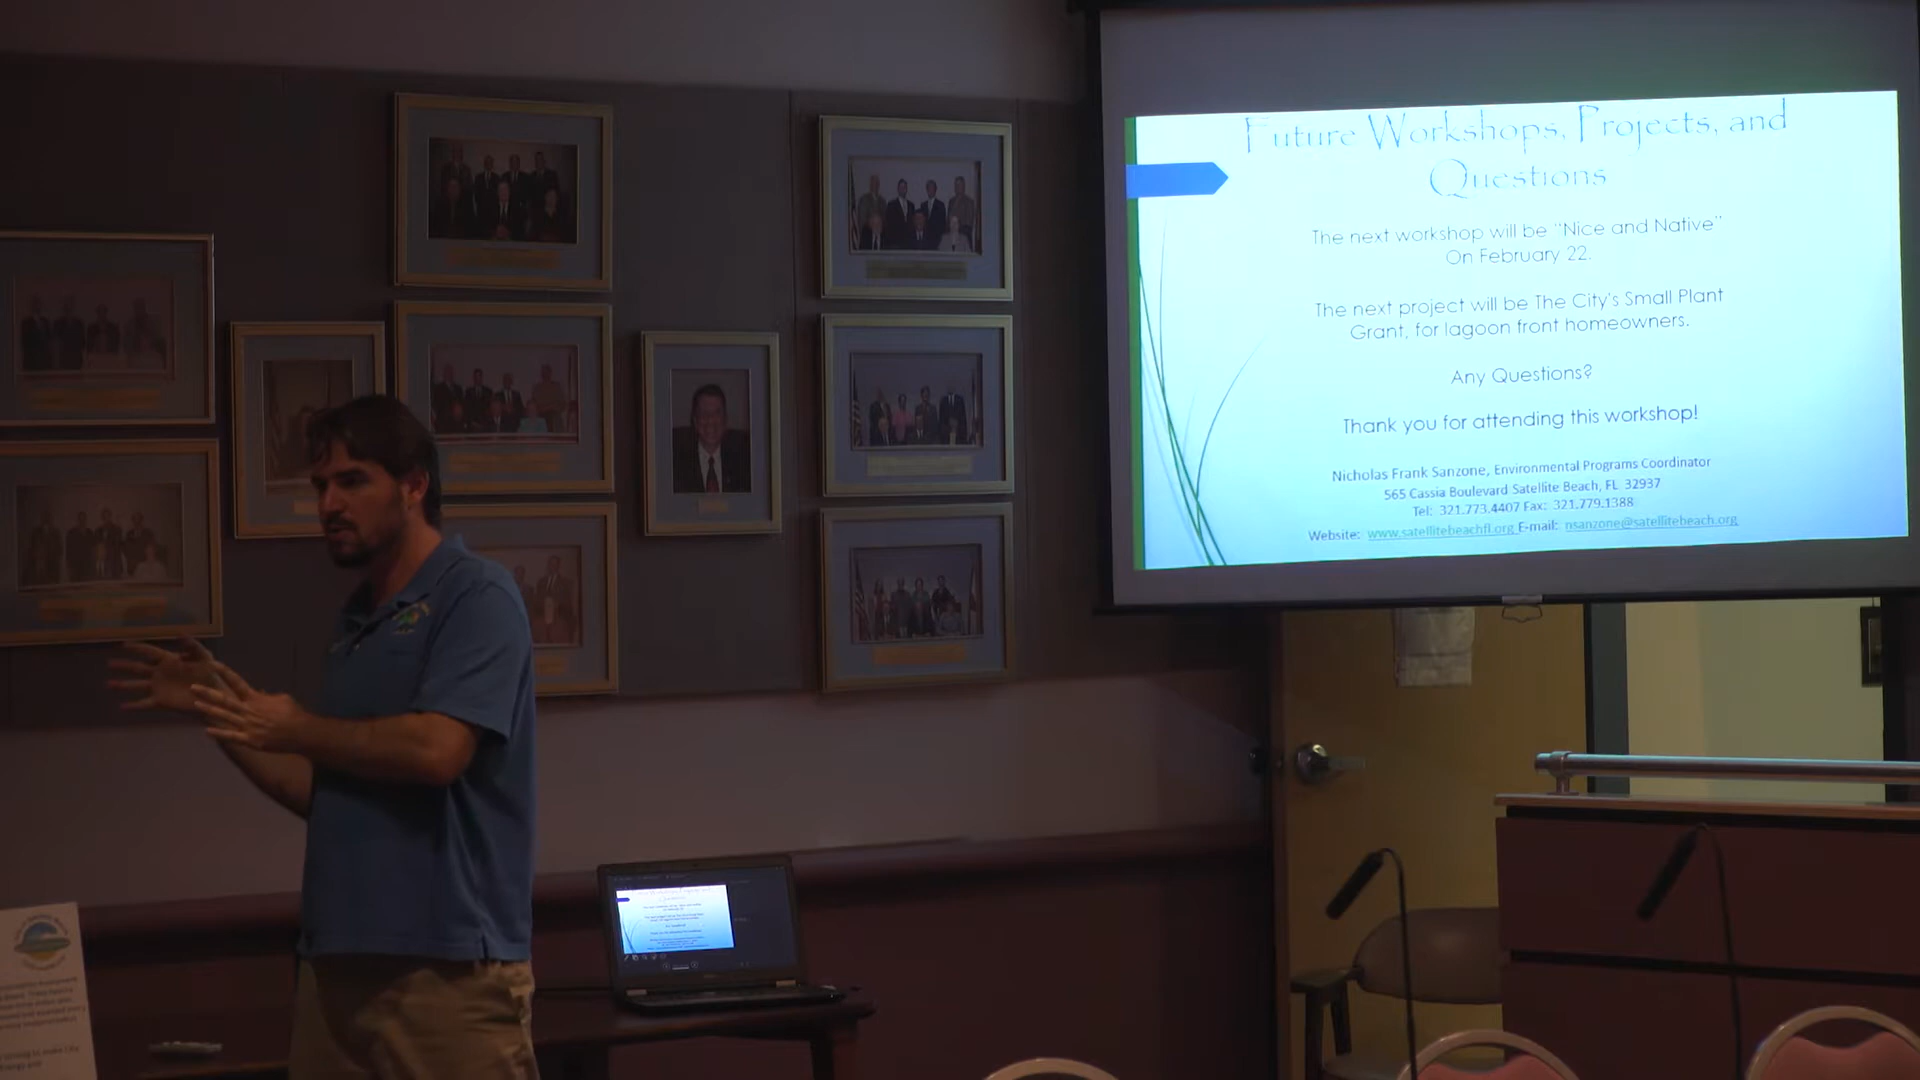 Future Workshops, Projects, and
Questions
The next workshop will be "Nice and Native"
On February 22.
The next project will be The City's Small Plant
Grant, for lagoon front homeowners.
Any Questions?
Thank you for attending this workshop!
Nicholas Frank Sanzone, Environmental Programs Coordinator
565 Cassia Boulevard Satellite Beach, FL 32937
Tel: 321.773.4407 Fax: 321.779.1388
Website: www.satellitebeachfl.org E-mail: nsanzone@satellitebeach.org